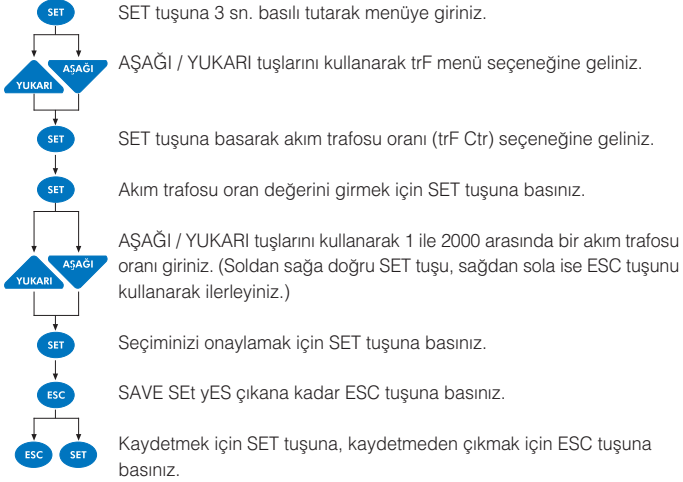 SET
SET tuşuna 3 sn. basılı tutarak menüye giriniz.
YUKARI
AŞAĞI
AŞAĞI / YUKARI tuşlarını kullanarak trF menü seçeneğine geliniz.
SET
SET tuşuna basarak akım trafosu oranı (trF Ctr) seçeneğine geliniz.
SET
Akım trafosu oran değerini girmek için SET tuşuna basınız.
YUKARI
AŞAĞI
AŞAĞI / YUKARI tuşlarını kullanarak 1 ile 2000 arasında bir akım trafosu
oranı giriniz. (Soldan sağa doğru SET tuşu, sağdan sola ise ESC tuşunu
kullanarak ilerleyiniz.)
SET
Seçiminizi onaylamak için SET tuşuna basınız.
ESC
SAVE SEt yES çıkana kadar ESC tuşuna basınız.
ESC
SET
Kaydetmek için SET tuşuna, kaydetmeden çıkmak için ESC tuşuna
basınız.